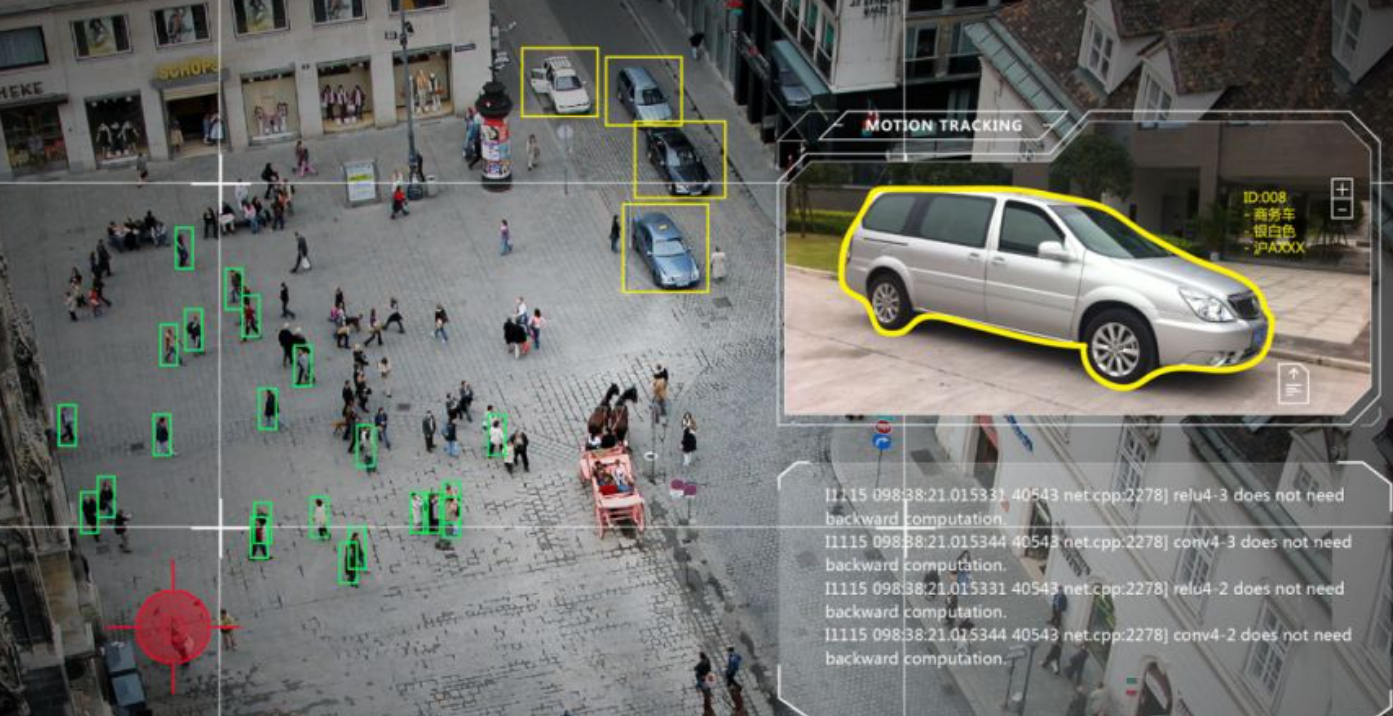 SCHOPS
HEKE
MOTION TRACKING
ID:008
- 商务车
- 银白色
- 沪AXXX
I1115 098:38:21.015331 40543 net.cpp:2278] relu4-3 does not need
backward computation.
I1115 098:38:21.015344 40543 net.cpp:2278] conv4-3 does not need
backward computation.
I1115 098:38:21.015331 40543 net.cpp:2278] relu4-2 does not need
backward computation.
I1115 098:38:21.015344 40543 net.cpp:2278] conv4-2 does not need
backward computation.